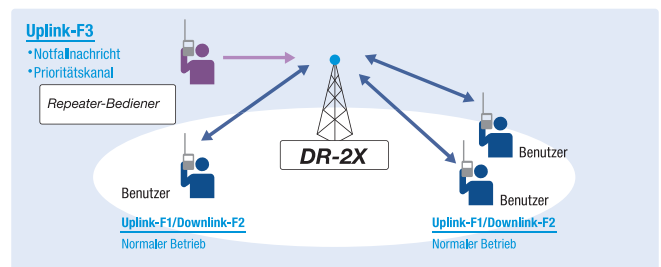 Uplink-F3
•Notfallnachricht
•Prioritätskanal
Repeater-Bediener
DR-2X
Benutzer
Benutzer
Benutzer
Uplink-F1/Downlink-F2
Normaler Betrieb
Uplink-F1/Downlink-F2
Normaler Betrieb